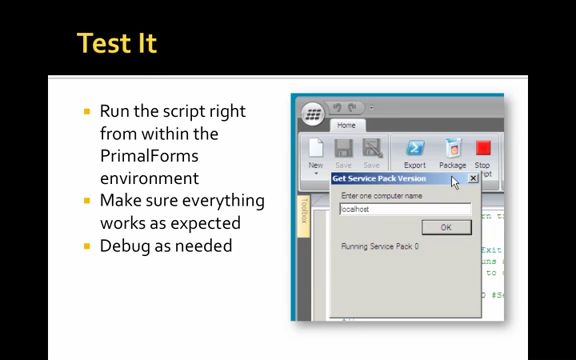 Test It
Run the script right
from within the
PrimalForms
environment
Make sure everything
works as expected
Debug as needed
Home
New
Save
Save
Export
Package
Stop
Get Service Pack Version
Toolbox
Enter one computer name
localhost
OK
Running Service Pack 0